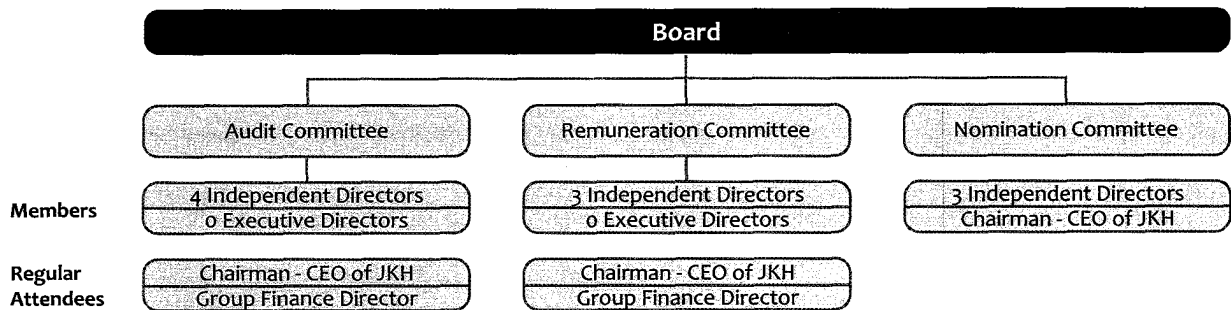 Board
Audit Committee
Remuneration Committee
Nomination Committee
Members
4 Independent Directors
0 Executive Directors
3 Independent Directors
0 Executive Directors
3 Independent Directors
Chairman - CEO of JKH
Regular
Attendees
Chairman - CEO of JKH
Group Finance Director
Chairman - CEO of JKH
Group Finance Director